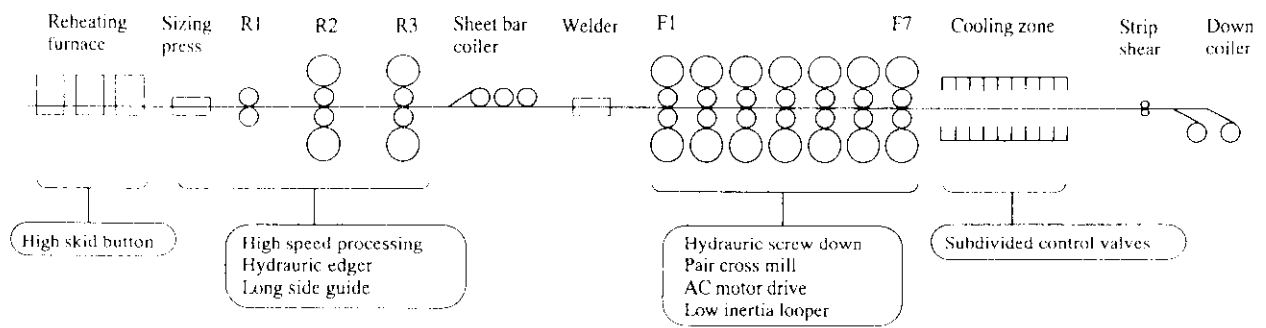 Reheating furnace
Sizing press
R1
R2
R3
Sheet bar coiler
Welder
F1
F7
Cooling zone
Strip shear
Down coiler
High skid button
High speed processing
Hydrauric edger
Long side guide
Hydrauric screw down
Pair cross mill
AC motor drive
Low inertia looper
Subdivided control valves